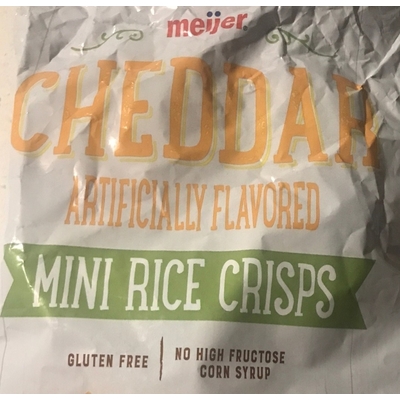 meijer
CHEDDAR
ARTIFICIALLY FLAVORED
MINI RICE CRISPS
GLUTEN FREE | NO HIGH FRUCTOSE
CORN SYRUP